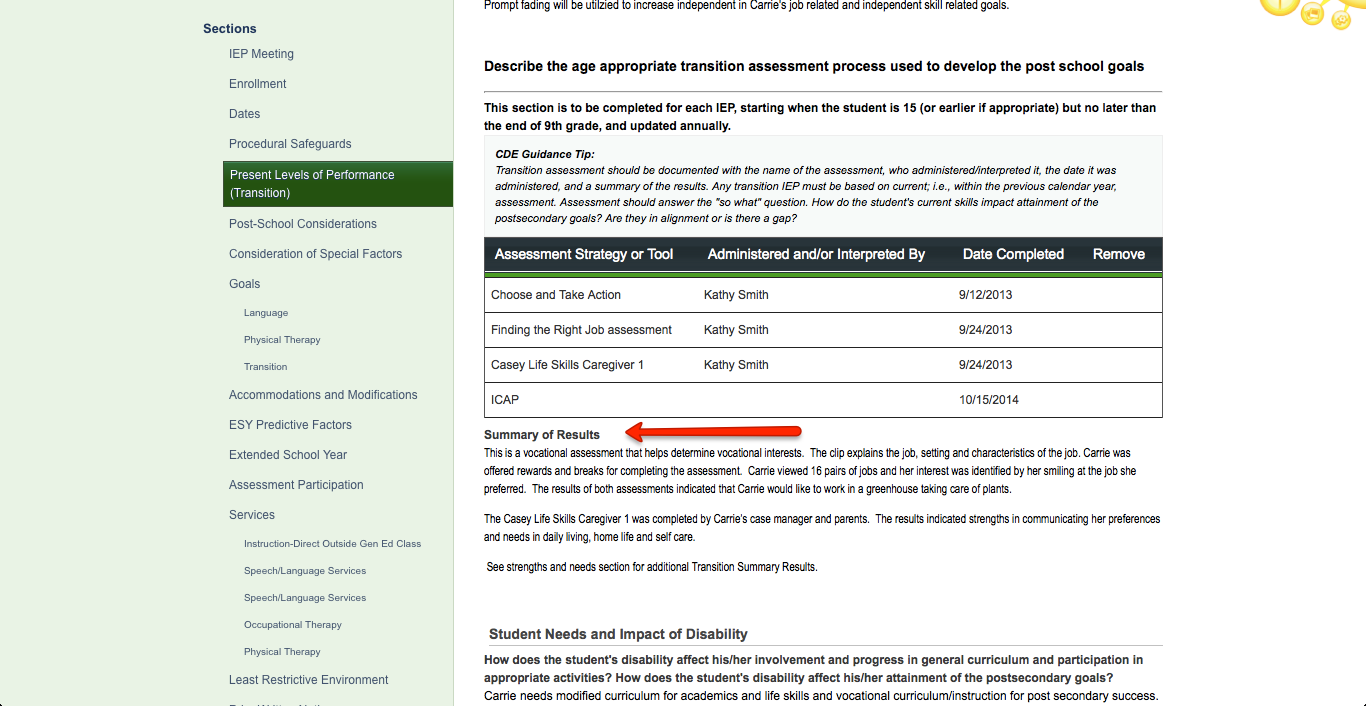 Sections
IEP Meeting
Enrollment
Dates
Procedural Safeguards
Present Levels of Performance
(Transition)
Post-School Considerations
Consideration of Special Factors
Goals
Language
Physical Therapy
Transition
Accommodations and Modifications
ESY Predictive Factors
Extended School Year
Assessment Participation
Services
Instruction-Direct Outside Gen Ed Class
Speech/Language Services
Speech/Language Services
Occupational Therapy
Physical Therapy
Least Restrictive Environment
Prompt fading will be utilzied to increase independent in Carrie's job related and independent skill related goals.
Describe the age appropriate transition assessment process used to develop the post school goals
This section is to be completed for each IEP, starting when the student is 15 (or earlier if appropriate) but no later than
the end of 9th grade, and updated annually.
CDE Guidance Tip:
Transition assessment should be documented with the name of the assessment, who administered/interpreted it, the date it was
administered, and a summary of the results. Any transition IEP must be based on current; i.e., within the previous calendar year,
assessment. Assessment should answer the "so what" question. How do the student's current skills impact attainment of the
postsecondary goals? Are they in alignment or is there a gap?
Assessment Strategy or Tool Administered and/or Interpreted By Date Completed Remove
Choose and Take Action Kathy Smith 9/12/2013
Finding the Right Job assessment Kathy Smith 9/24/2013
Casey Life Skills Caregiver 1 Kathy Smith 9/24/2013
ICAP 10/15/2014
Summary of Results
This is a vocational assessment that helps determine vocational interests. The clip explains the job, setting and characteristics of the job. Carrie was
offered rewards and breaks for completing the assessment. Carrie viewed 16 pairs of jobs and her interest was identified by her smiling at the job she
preferred. The results of both assessments indicated that Carrie would like to work in a greenhouse taking care of plants.
The Casey Life Skills Caregiver 1 was completed by Carrie's case manager and parents. The results indicated strengths in communicating her preferences
and needs in daily living, home life and self care.
See strengths and needs section for additional Transition Summary Results.
Student Needs and Impact of Disability
How does the student's disability affect his/her involvement and progress in general curriculum and participation in
appropriate activities? How does the student's disability affect his/her attainment of the postsecondary goals?
Carrie needs modified curriculum for academics and life skills and vocational curriculum/instruction for post secondary success.